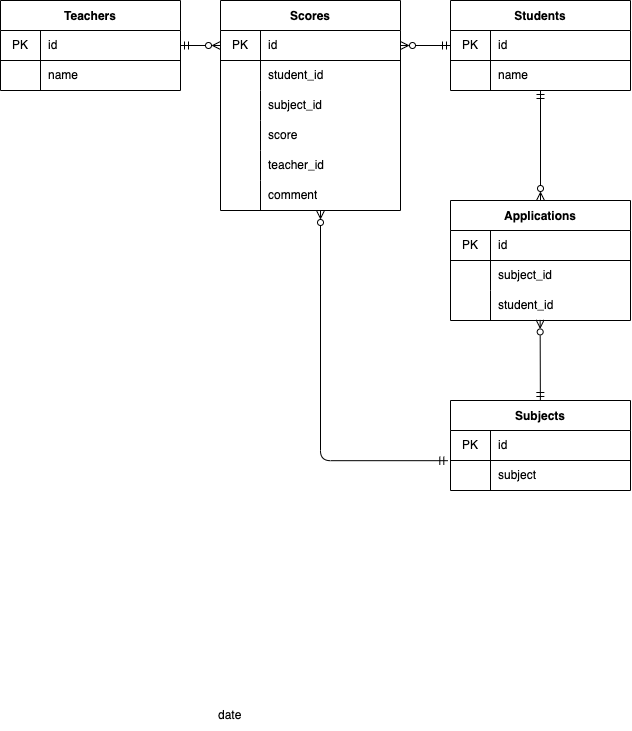 Teachers
PK id
name
Scores
PK id
student_id
subject_id
score
teacher_id
comment
Students
PK id
name
Applications
PK id
subject_id
student_id
Subjects
PK id
subject
date